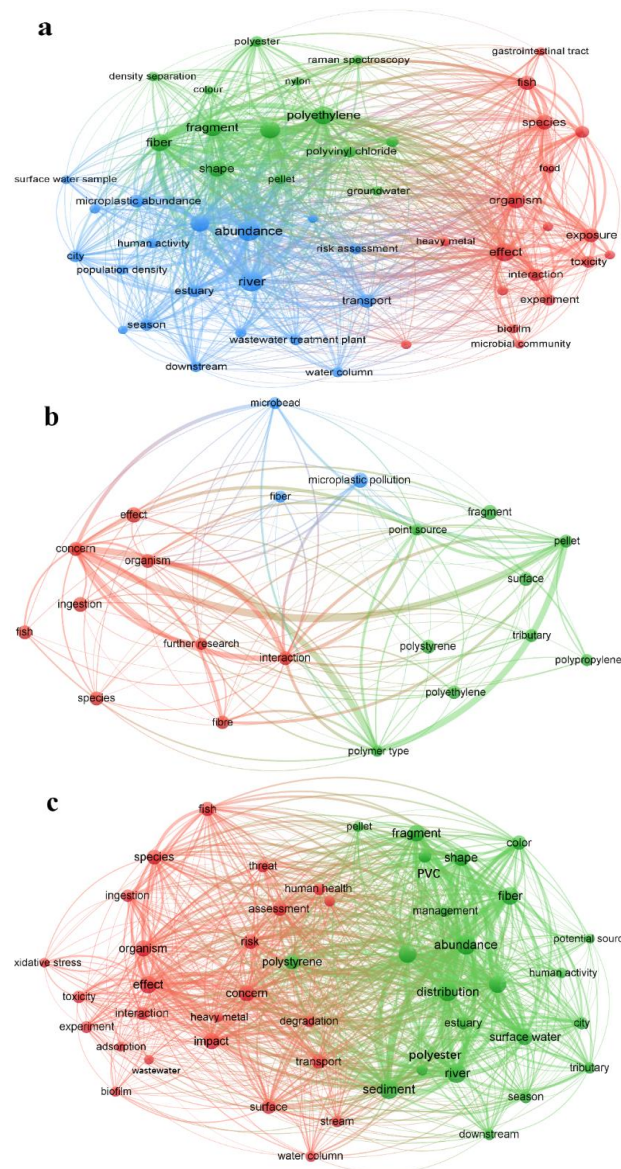 a
polyester
gastrointestinal tract
raman spectroscopy
density separation
nylon
fish
colour
polyethylene
fragment
species
fiber
polyvinyl chloride
shape
food
surface water sample
pellet
groundwater
microplastic abundance
organism
abundance
human activity
heavy metal
exposure
risk assessment
effect
city
toxicity
population density
river
interaction
estuary
transport
experiment
season
wastewater treatment plant
biofilm
microbial community
downstream
water column
b
microbead
microplastic pollution
fiber
effect
fragment
point source
concern
pellet
organism
surface
ingestion
fish
further research
tributary
polystyrene
interaction
polypropylene
species
polyethylene
fibre
polymer type
c
fish
pellet
fragment
color
species
threat
shape
PVC
ingestion
human health
fiber
assessment
management
organism
risk
abundance
potential sourc
polystyrene
xidative stress
effect
human activity
toxicity
concern
distribution
interaction
heavy metal
degradation
estuary
city
experiment
impact
surface water
adsorption
polyester
wastewater
transport
river
tributary
biofilm
sediment
season
surface
stream
downstream
water column